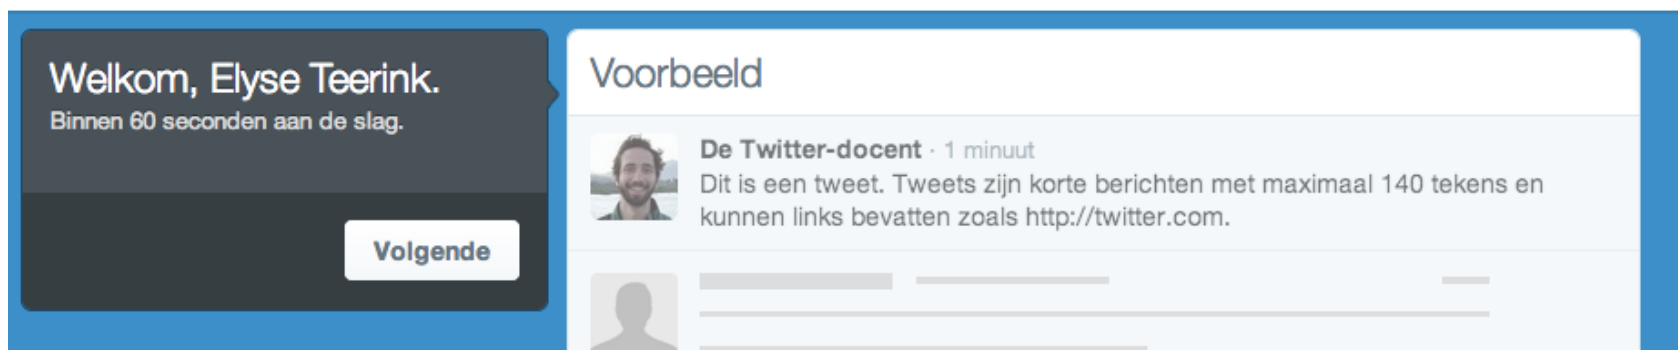 Welkom, Elyse Teerink.
Binnen 60 seconden aan de slag.
Volgende
Voorbeeld
De Twitter-docent · 1 minuut
Dit is een tweet. Tweets zijn korte berichten met maximaal 140 tekens en
kunnen links bevatten zoals http://twitter.com.